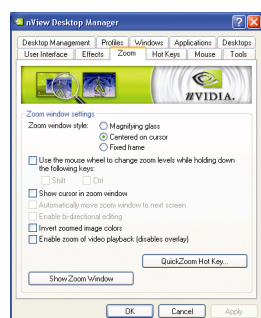 nView Desktop Manager
Desktop Management Profiles Windows Applications Desktops
User Interface Effects Zoom Hot Keys Mouse Tools
NVIDIA.
Zoom window settings
Zoom window style: Magnifying glass
Centered on cursor
Fixed frame
Use the mouse wheel to change zoom levels while holding down
the following keys:
Shift Ctrl
Show cursor in zoom window
Automatically move zoom window to next screen
Enable bi-directional editing
Invert zoomed image colors
Enable zoom of video playback (disables overlay)
QuickZoom Hot Key...
Show Zoom Window
OK Cancel Apply